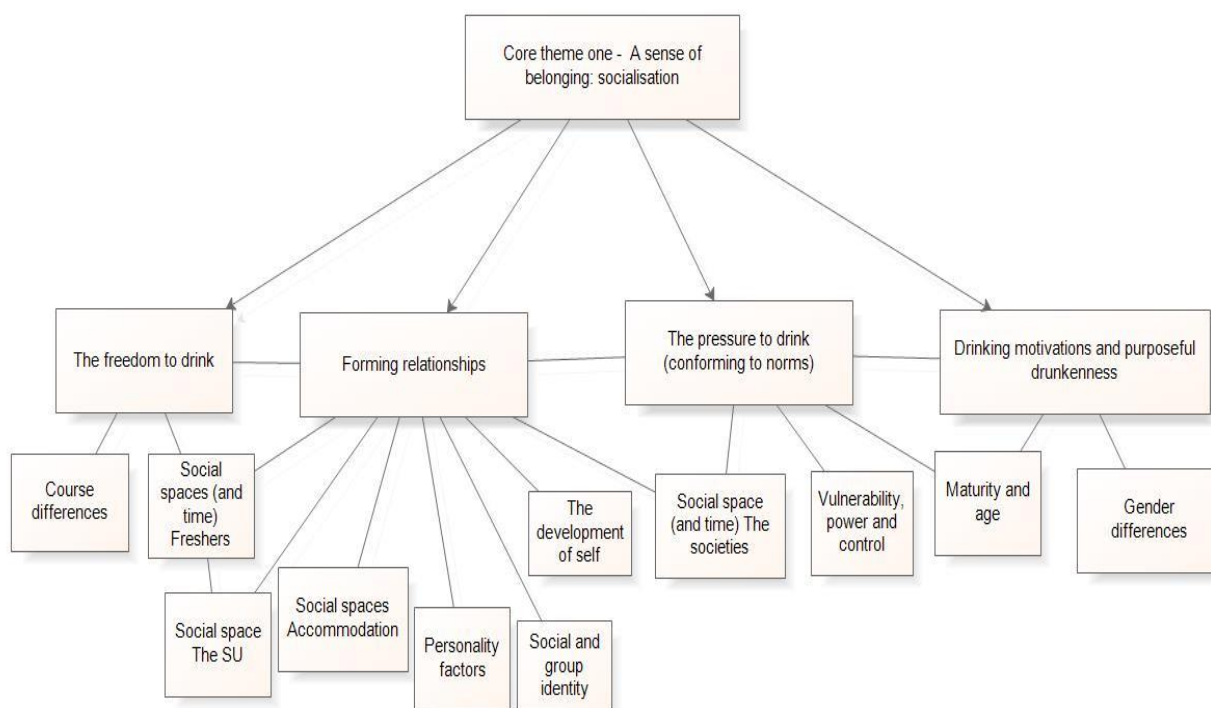 Core theme one - A sense of
belonging: socialisation
The freedom to drink
Forming relationships
The pressure to drink
(conforming to norms)
Drinking motivations and purposeful
drunkenness
Course
differences
Social
spaces (and
time)
Freshers
The
development
of self
Social space
(and time) The
societies
Vulnerability,
power and
control
Maturity and
age
Gender
differences
Social space
The SU
Social spaces
Accommodation
Personality
factors
Social and
group
identity